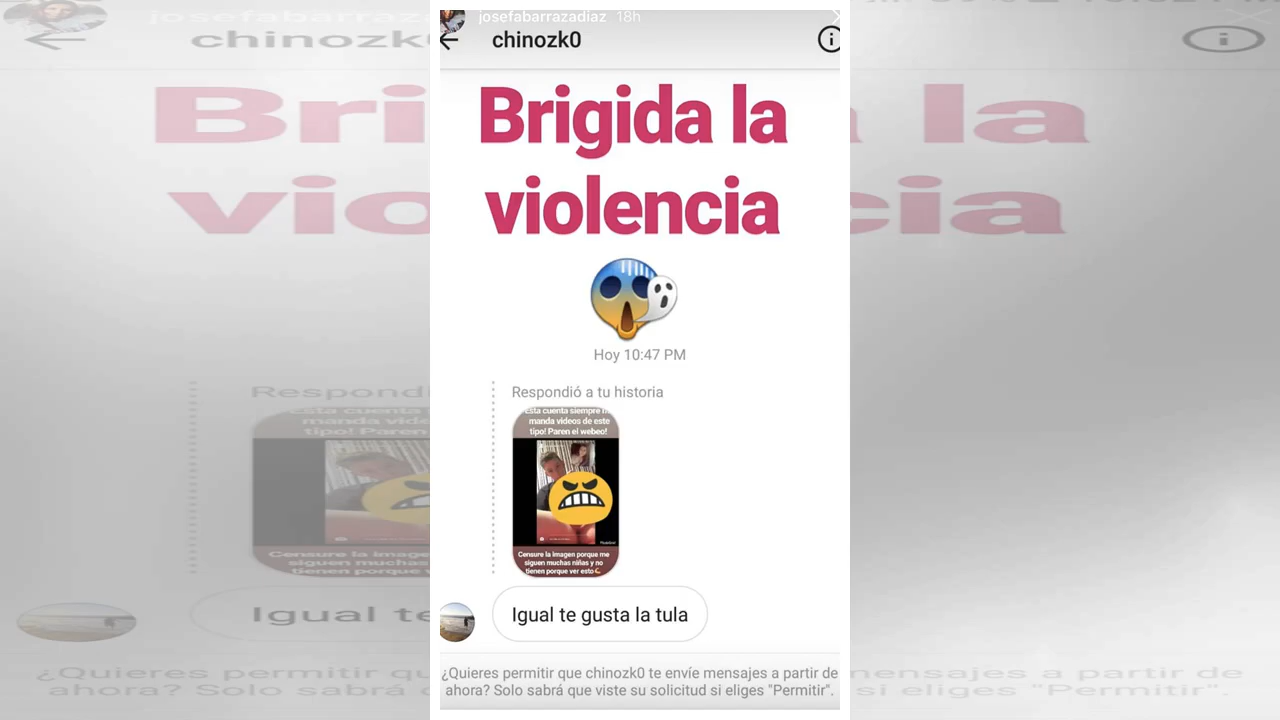 josefabarrazadiaz 18h
chinozk0
Brigida la
violencia
Hoy 10:47 PM
Respondió a tu historia
Esta cuenta siempre m
manda videos de este
tipo! Paren el webeo!
Censure la imagen porque me
siguen muchas niñas y no
tienen porque ver esto
Igual te gusta la tula
¿Quieres permitir que chinozk0 te envíe mensajes a partir de
ahora? Solo sabrá que viste su solicitud si eliges "Permitir".